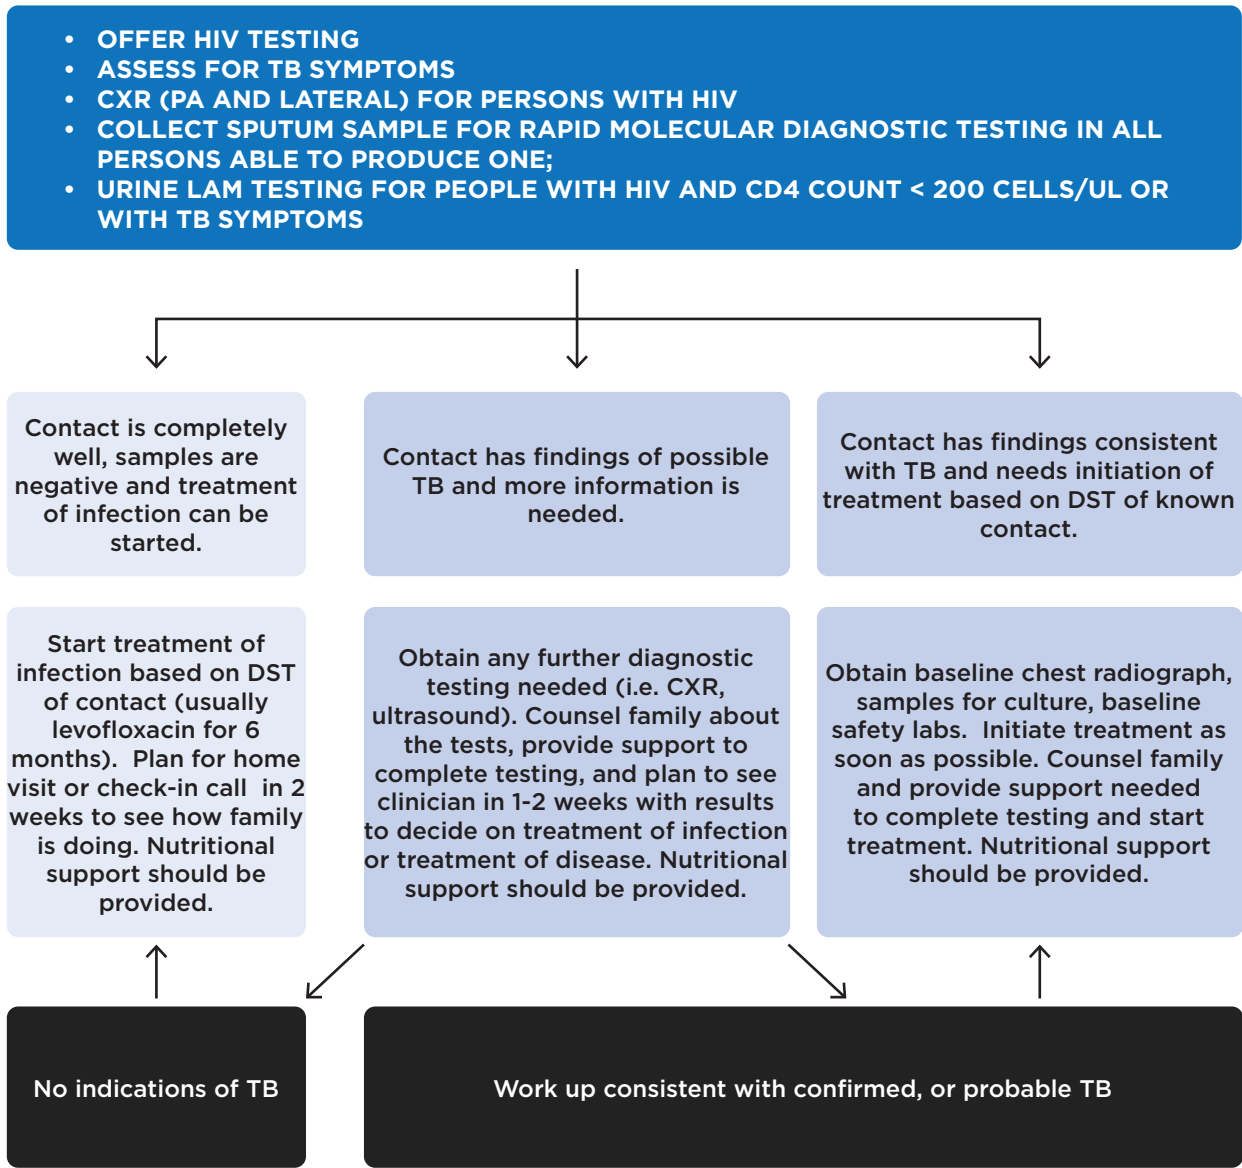 • OFFER HIV TESTING
• ASSESS FOR TB SYMPTOMS
• CXR (PA AND LATERAL) FOR PERSONS WITH HIV
• COLLECT SPUTUM SAMPLE FOR RAPID MOLECULAR DIAGNOSTIC TESTING IN ALL
PERSONS ABLE TO PRODUCE ONE;
• URINE LAM TESTING FOR PEOPLE WITH HIV AND CD4 COUNT < 200 CELLS/UL OR
WITH TB SYMPTOMS
Contact is completely
well, samples are
negative and treatment
of infection can be
started.
Contact has findings of possible
TB and more information is
needed.
Contact has findings consistent
with TB and needs initiation of
treatment based on DST of known
contact.
Start treatment of
infection based on DST
of contact (usually
levofloxacin for 6
months). Plan for home
visit or check-in call in 2
weeks to see how family
is doing. Nutritional
support should be
provided.
Obtain any further diagnostic
testing needed (i.e. CXR,
ultrasound). Counsel family about
the tests, provide support to
complete testing, and plan to see
clinician in 1-2 weeks with results
to decide on treatment of infection
or treatment of disease. Nutritional
support should be provided.
Obtain baseline chest radiograph,
samples for culture, baseline
safety labs. Initiate treatment as
soon as possible. Counsel family
and provide support needed
to complete testing and start
treatment. Nutritional support
should be provided.
No indications of TB
Work up consistent with confirmed, or probable TB